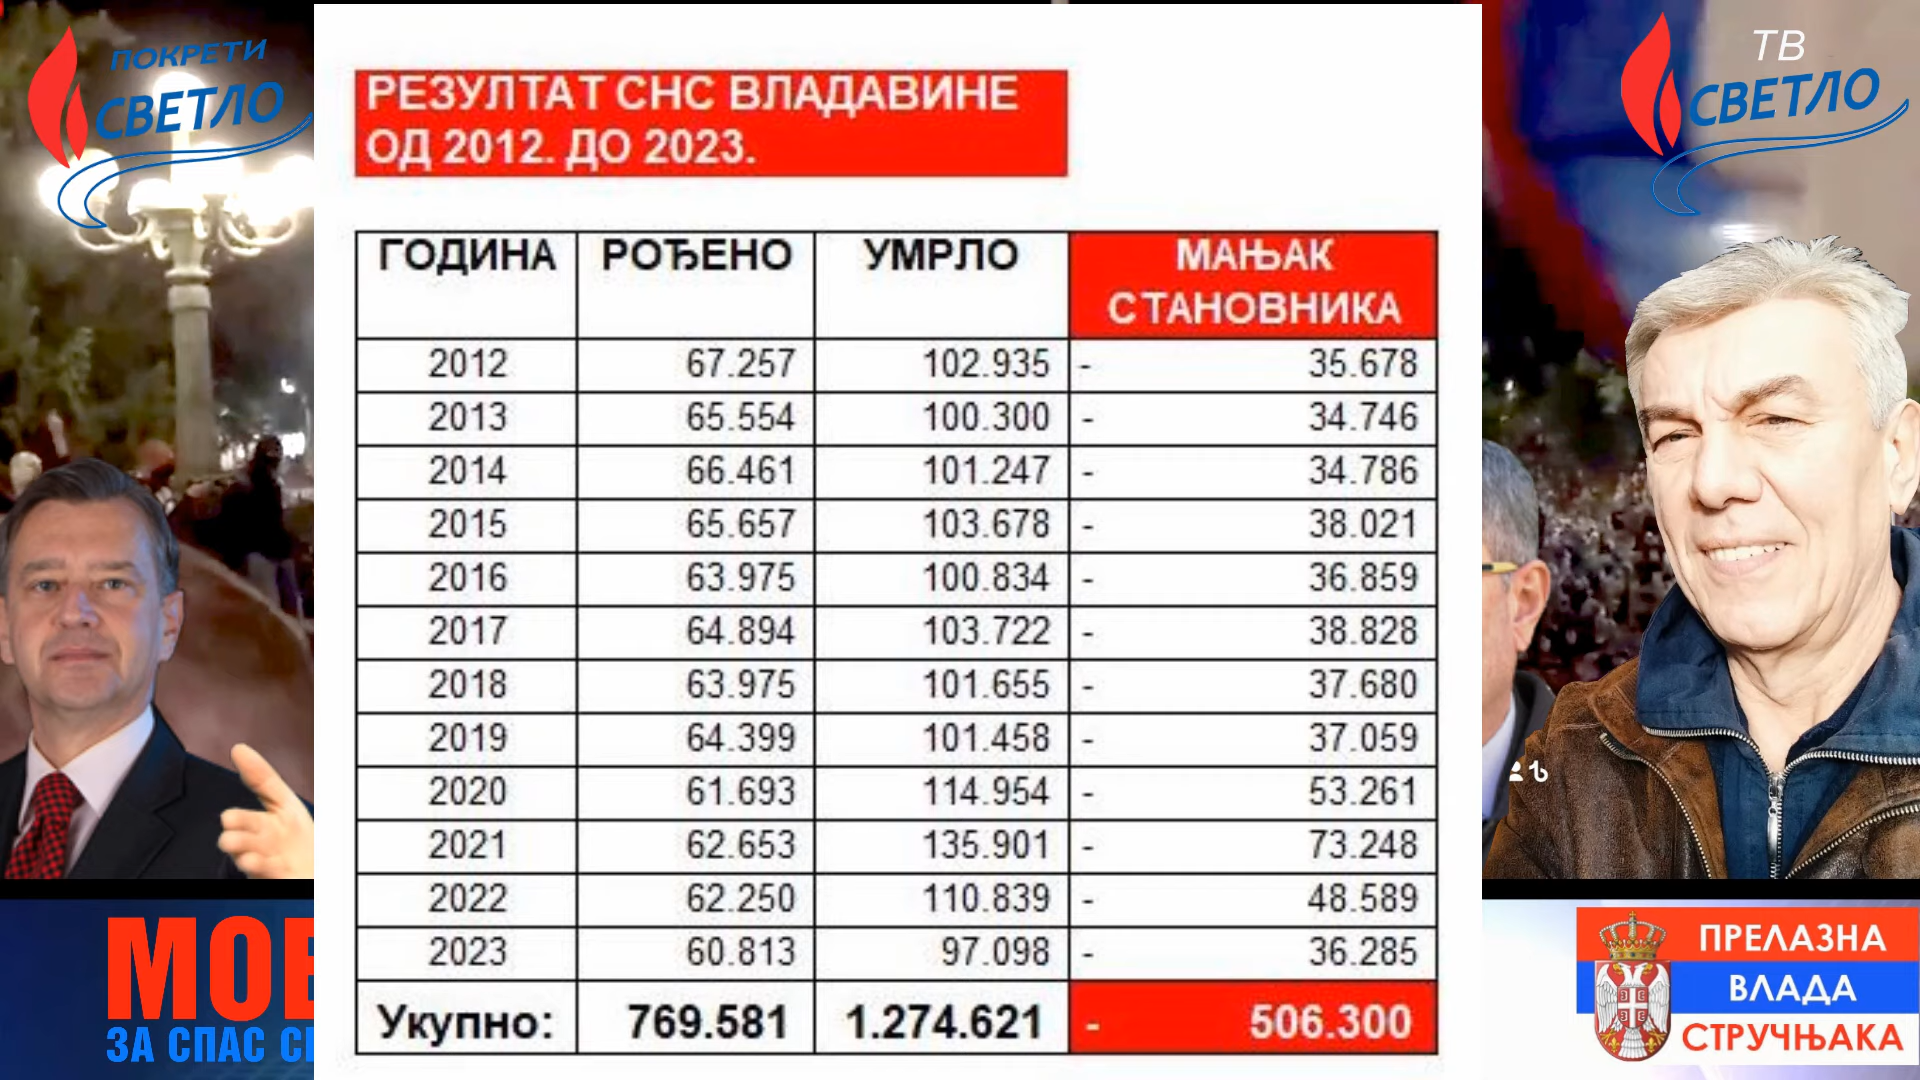 ПОКРЕТИ
СВЕТЛО
ТВ
СВЕТЛО
РЕЗУЛТАТ СНС ВЛАДАВИНЕ
ОД 2012. ДО 2023.
ГОДИНА РОЂЕНО УМРЛО МАЊАК СТАНОВНИКА
2012 67.257 102.935 - 35.678
2013 65.554 100.300 - 34.746
2014 66.461 101.247 - 34.786
2015 65.657 103.678 - 38.021
2016 63.975 100.834 - 36.859
2017 64.894 103.722 - 38.828
2018 63.975 101.655 - 37.680
2019 64.399 101.458 - 37.059
2020 61.693 114.954 - 53.261
2021 62.653 135.901 - 73.248
2022 62.250 110.839 - 48.589
2023 60.813 97.098 - 36.285
Укупно: 769.581 1.274.621 - 506.300
ЗА СПАС
ПРЕЛАЗНА
ВЛАДА
СТРУЧЊАКА